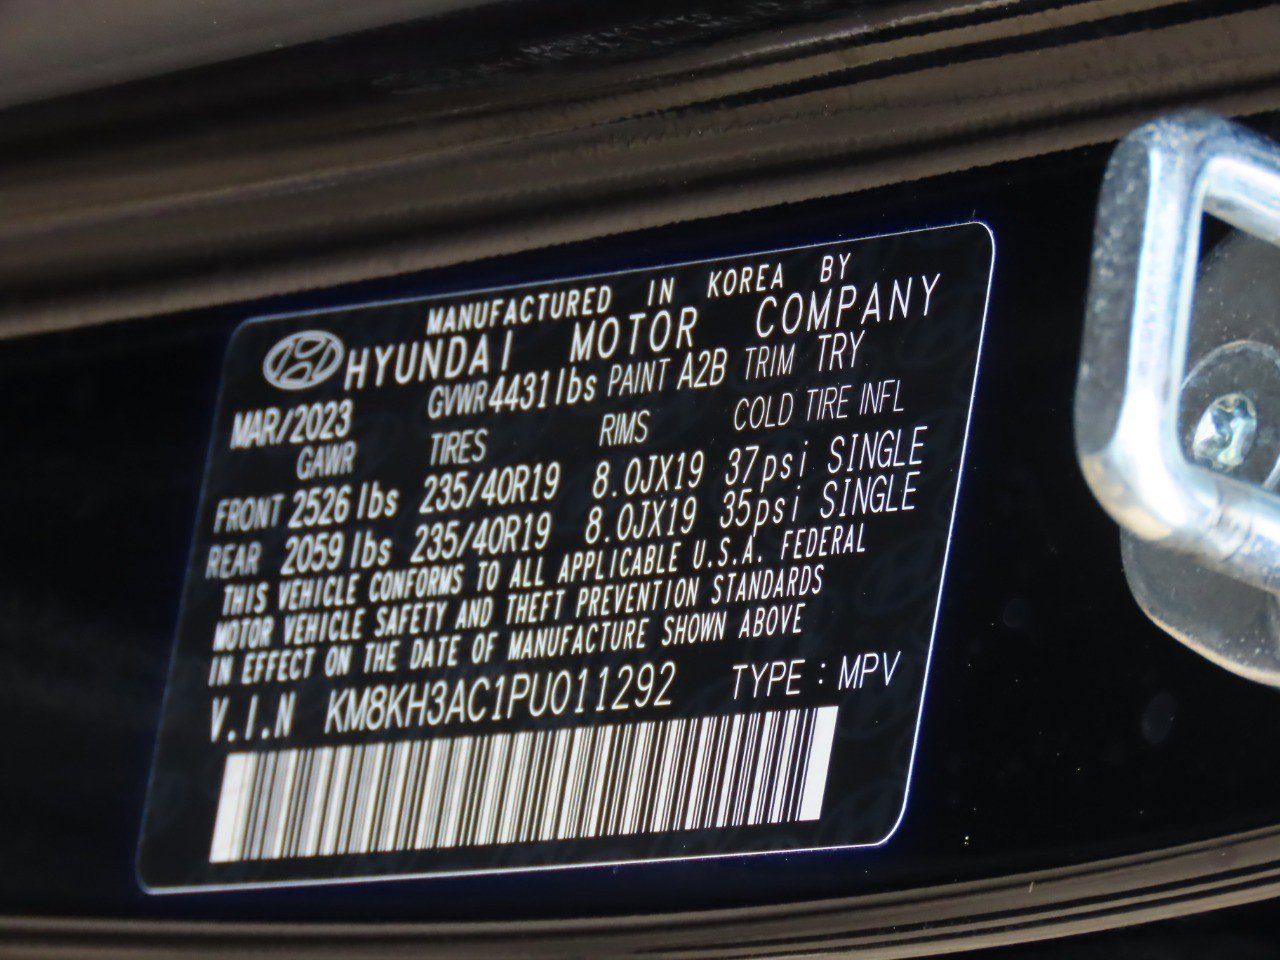 MANUFACTURED IN KOREA BY
HYUNDAI MOTOR COMPANY
MAR/2023 GVWR 4431 lbs PAINT A2B TRIM TRY
GAWR TIRES RIMS COLD TIRE INFL
FRONT 2526 lbs 235/40R19 8.0JX19 37psi SINGLE
REAR 2059 lbs 235/40R19 8.0JX19 35psi SINGLE
THIS VEHICLE CONFORMS TO ALL APPLICABLE U.S.A. FEDERAL
MOTOR VEHICLE SAFETY AND THEFT PREVENTION STANDARDS
IN EFFECT ON THE DATE OF MANUFACTURE SHOWN ABOVE
V.I.N KM8KH3AC1PU011292 TYPE : MPV